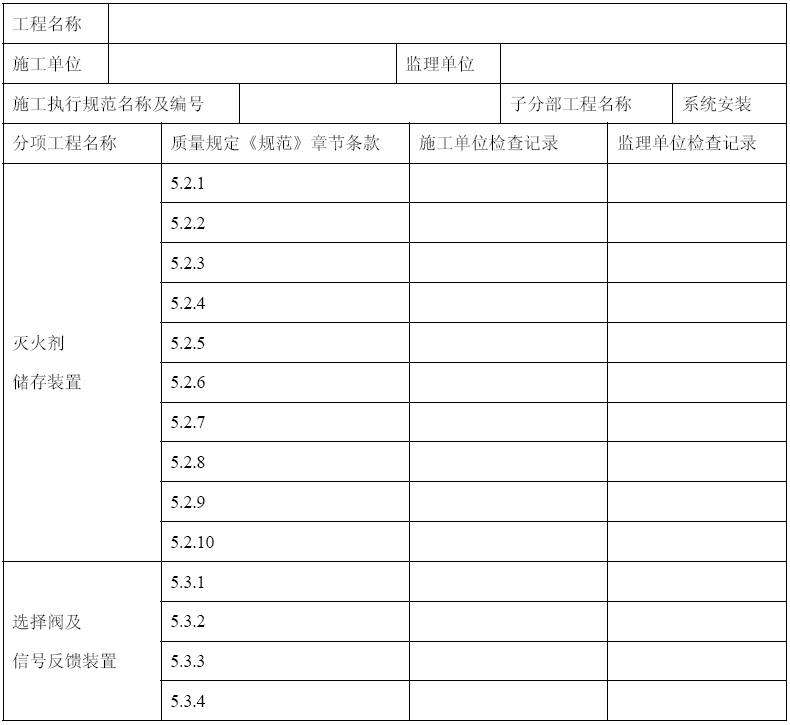 工程名称
施工单位 监理单位
施工执行规范名称及编号 子分部工程名称 系统安装
分项工程名称 质量规定《规范》章节条款 施工单位检查记录 监理单位检查记录
灭火剂
储存装置
5.2.1
5.2.2
5.2.3
5.2.4
5.2.5
5.2.6
5.2.7
5.2.8
5.2.9
5.2.10
选择阀及
信号反馈装置
5.3.1
5.3.2
5.3.3
5.3.4